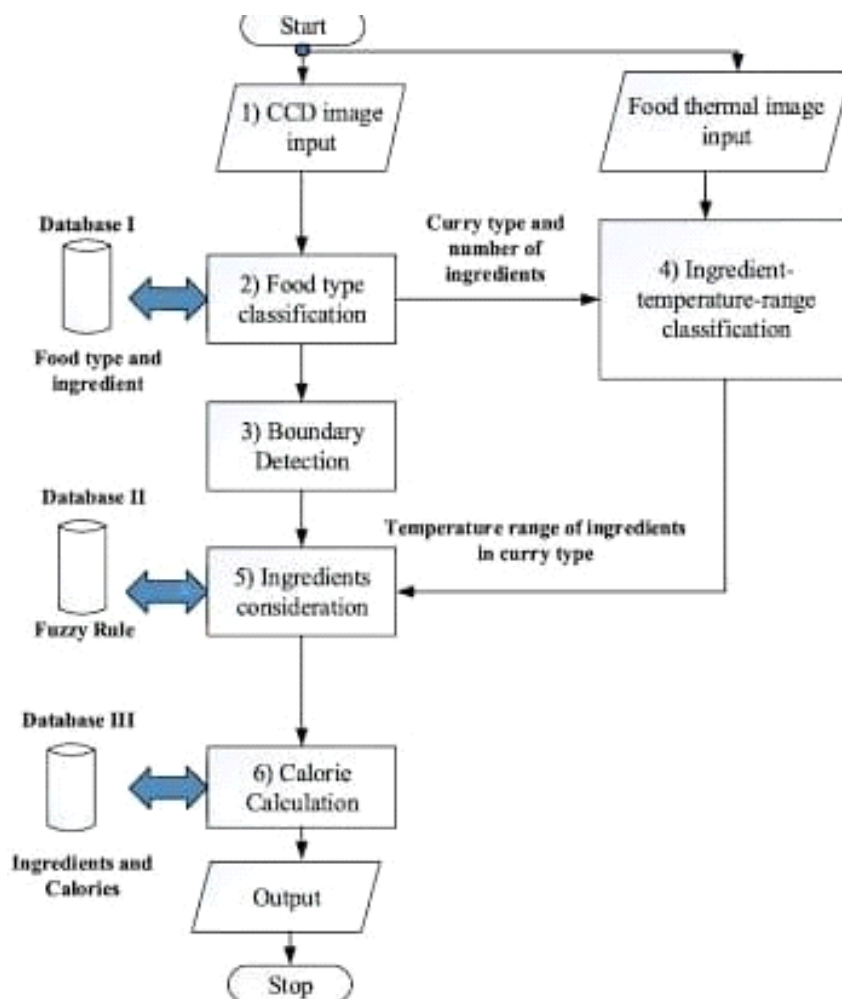 Start
1) CCD image
input
Food thermal image
input
Database I
Food type and
ingredient
2) Food type
classification
Curry type and
number of
ingredients
4) Ingredient-
temperature-range
classification
3) Boundary
Detection
Database II
Fuzzy Rule
5) Ingredients
consideration
Temperature range of ingredients
in curry type
Database III
Ingredients and
Calories
6) Calorie
Calculation
Output
Stop